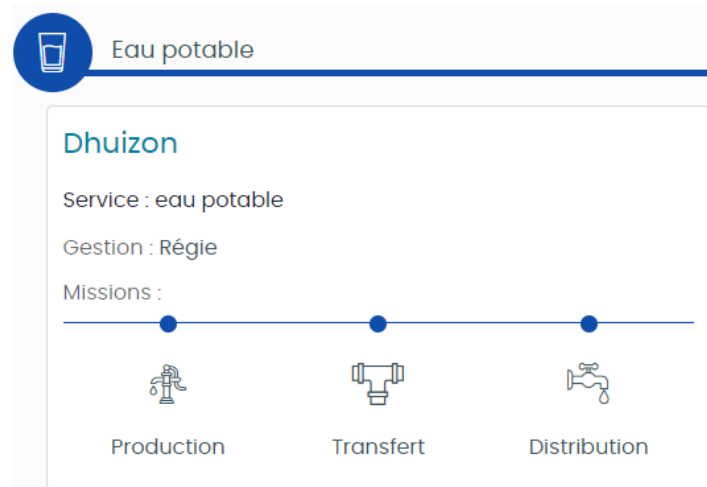 Eau potable
Dhuizon
Service : eau potable
Gestion : Régie
Missions :
Production Transfert Distribution